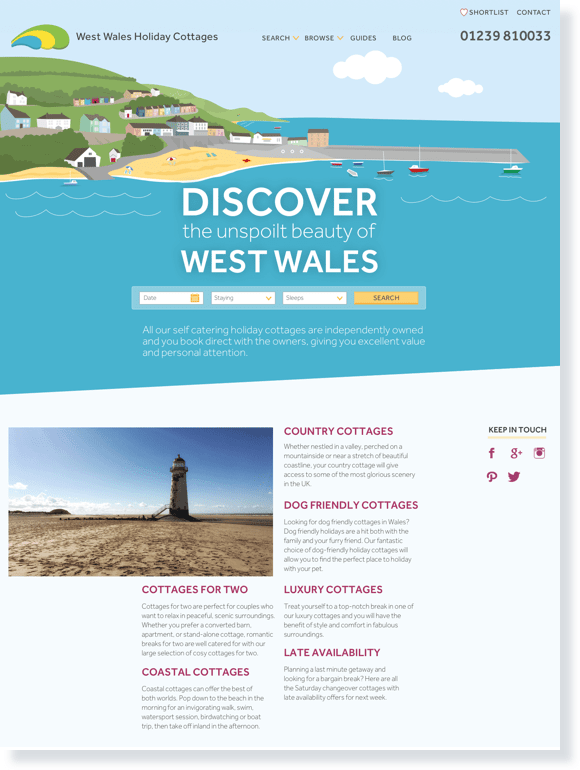 SHORTLIST CONTACT
West Wales Holiday Cottages
SEARCH BROWSE GUIDES BLOG
01239 810033
DISCOVER
the unspoilt beauty of
WEST WALES
Date Staying Sleeps SEARCH
All our self catering holiday cottages are independently owned
and you book direct with the owners, giving you excellent value
and personal attention.
COUNTRY COTTAGES
Whether nestled in a valley, perched on a
mountainside or near a stretch of beautiful
coastline, your country cottage will give
access to some of the most glorious scenery
in the UK.
KEEP IN TOUCH
DOG FRIENDLY COTTAGES
Looking for dog friendly cottages in Wales?
Dog friendly holidays are a hit both with the
family and your furry friend. Our fantastic
choice of dog-friendly holiday cottages will
allow you to find the perfect place to holiday
with your pet.
COTTAGES FOR TWO
Cottages for two are perfect for couples who
want to relax in peaceful, scenic surroundings.
Whether you prefer a converted barn,
apartment, or stand-alone cottage, romantic
breaks for two are well catered for with our
large selection of cosy cottages for two.
LUXURY COTTAGES
Treat yourself to a top-notch break in one of
our luxury cottages and you will have the
benefit of style and comfort in fabulous
surroundings.
COASTAL COTTAGES
Coastal cottages can offer the best of
both worlds. Pop down to the beach in the
morning for an invigorating walk, swim,
watersport session, birdwatching or boat
trip, then take off inland in the afternoon.
LATE AVAILABILITY
Planning a last minute getaway and
looking for a bargain break? Here are all
the Saturday changeover cottages with
late availability offers for next week.